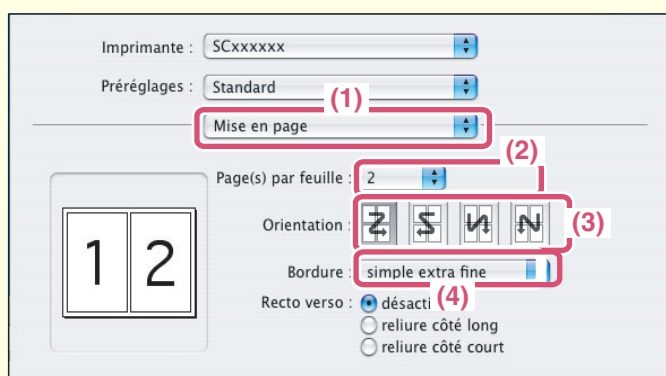 Imprimante : SCxxxxxx
Préréglages : Standard
(1)
Mise en page
(2)
Page(s) par feuille : 2
Orientation :
(3)
1 2
Bordure : simple extra fine
(4)
Recto verso : désacti
reliure côté long
reliure côté court